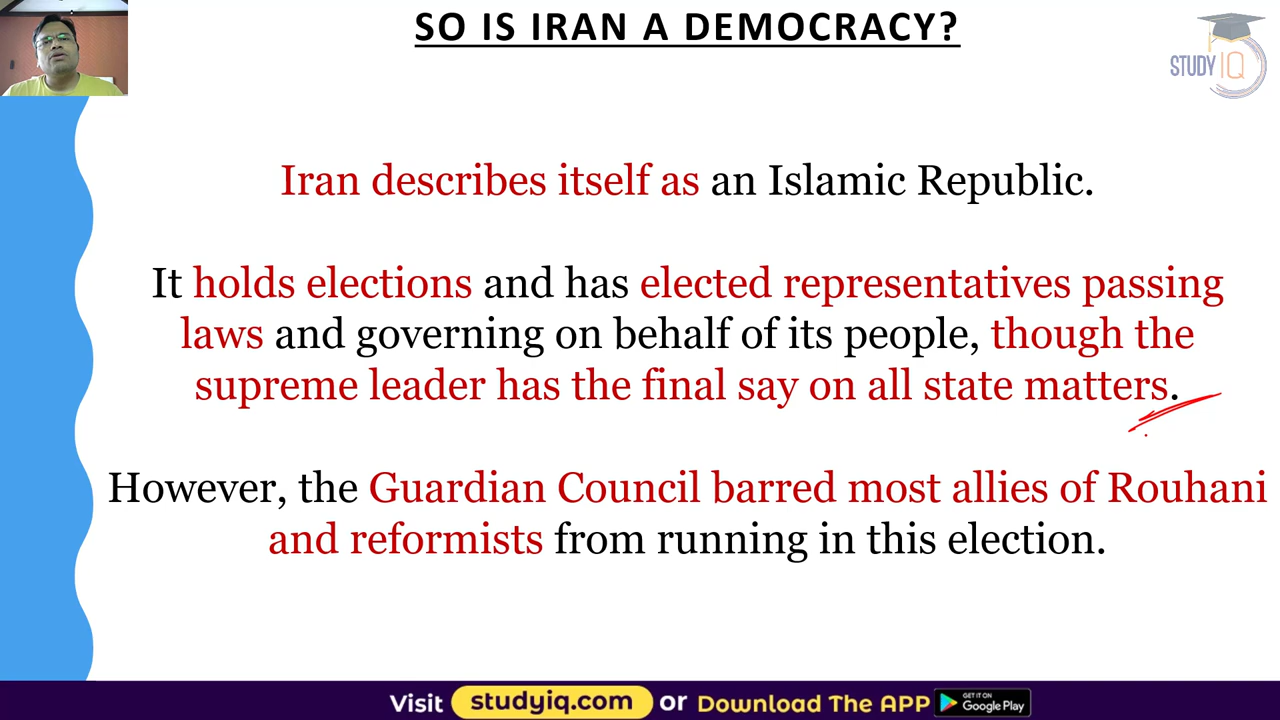 SO IS IRAN A DEMOCRACY?
STUDY IQ
Iran describes itself as an Islamic Republic.
It holds elections and has elected representatives passing
laws and governing on behalf of its people, though the
supreme leader has the final say on all state matters.
However, the Guardian Council barred most allies of Rouhani
and reformists from running in this election.
Visit studyiq.com or Download The APP GET IT ON
Google Play